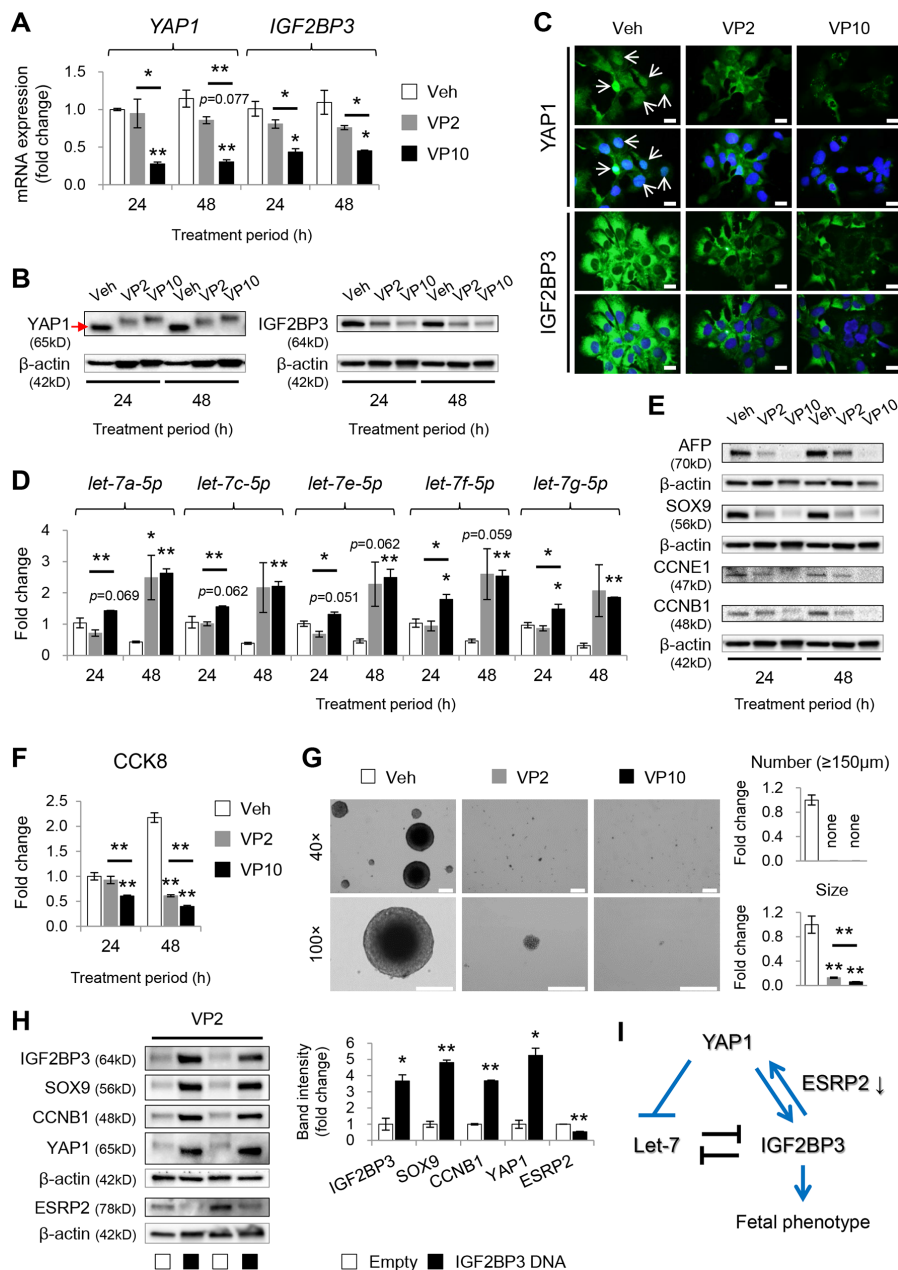 A
YAP1 IGF2BP3
mRNA expression
(fold change)
1.5
1.0
0.5
0.0
* ** p=0.077 * *
** ** * *
Veh
VP2
VP10
24 48 24 48
Treatment period (h)
B
Veh VP2 VP10 Veh VP2 VP10
YAP1
(65kD)
β-actin
(42kD)
24 48
Treatment period (h)
Veh VP2 VP10 Veh VP2 VP10
IGF2BP3
(64kD)
β-actin
(42kD)
24 48
Treatment period (h)
C
Veh VP2 VP10
YAP1
IGF2BP3
D
let-7a-5p let-7c-5p let-7e-5p let-7f-5p let-7g-5p
Fold change
4
3
2
1
0
** p=0.069 * **
** p=0.062 **
* p=0.051 p=0.062 **
* * p=0.059 **
* * **
24 48 24 48 24 48 24 48 24 48
Treatment period (h)
E
Veh VP2 VP10 Veh VP2 VP10
AFP
(70kD)
β-actin
SOX9
(56kD)
β-actin
CCNE1
(47kD)
CCNB1
(48kD)
β-actin
(42kD)
24 48
Treatment period (h)
F
CCK8
Fold change
2.5
2.0
1.5
1.0
0.5
0.0
** **
** ** **
Veh
VP2
VP10
24 48
Treatment period (h)
G
Veh VP2 VP10
40×
100×
Number (≥150μm)
Fold change
1.2
0.8
0.4
0.0
none none
Size
Fold change
1.2
0.8
0.4
0.0
**
** **
H
VP2
IGF2BP3 (64kD)
SOX9 (56kD)
CCNB1 (48kD)
YAP1 (65kD)
β-actin (42kD)
ESRP2 (78kD)
β-actin (42kD)
Band intensity
(fold change)
6
5
4
3
2
1
0
* ** ** * **
IGF2BP3 SOX9 CCNB1 YAP1 ESRP2
Empty IGF2BP3 DNA
I
YAP1
ESRP2 ↓
Let-7 IGF2BP3
Fetal phenotype